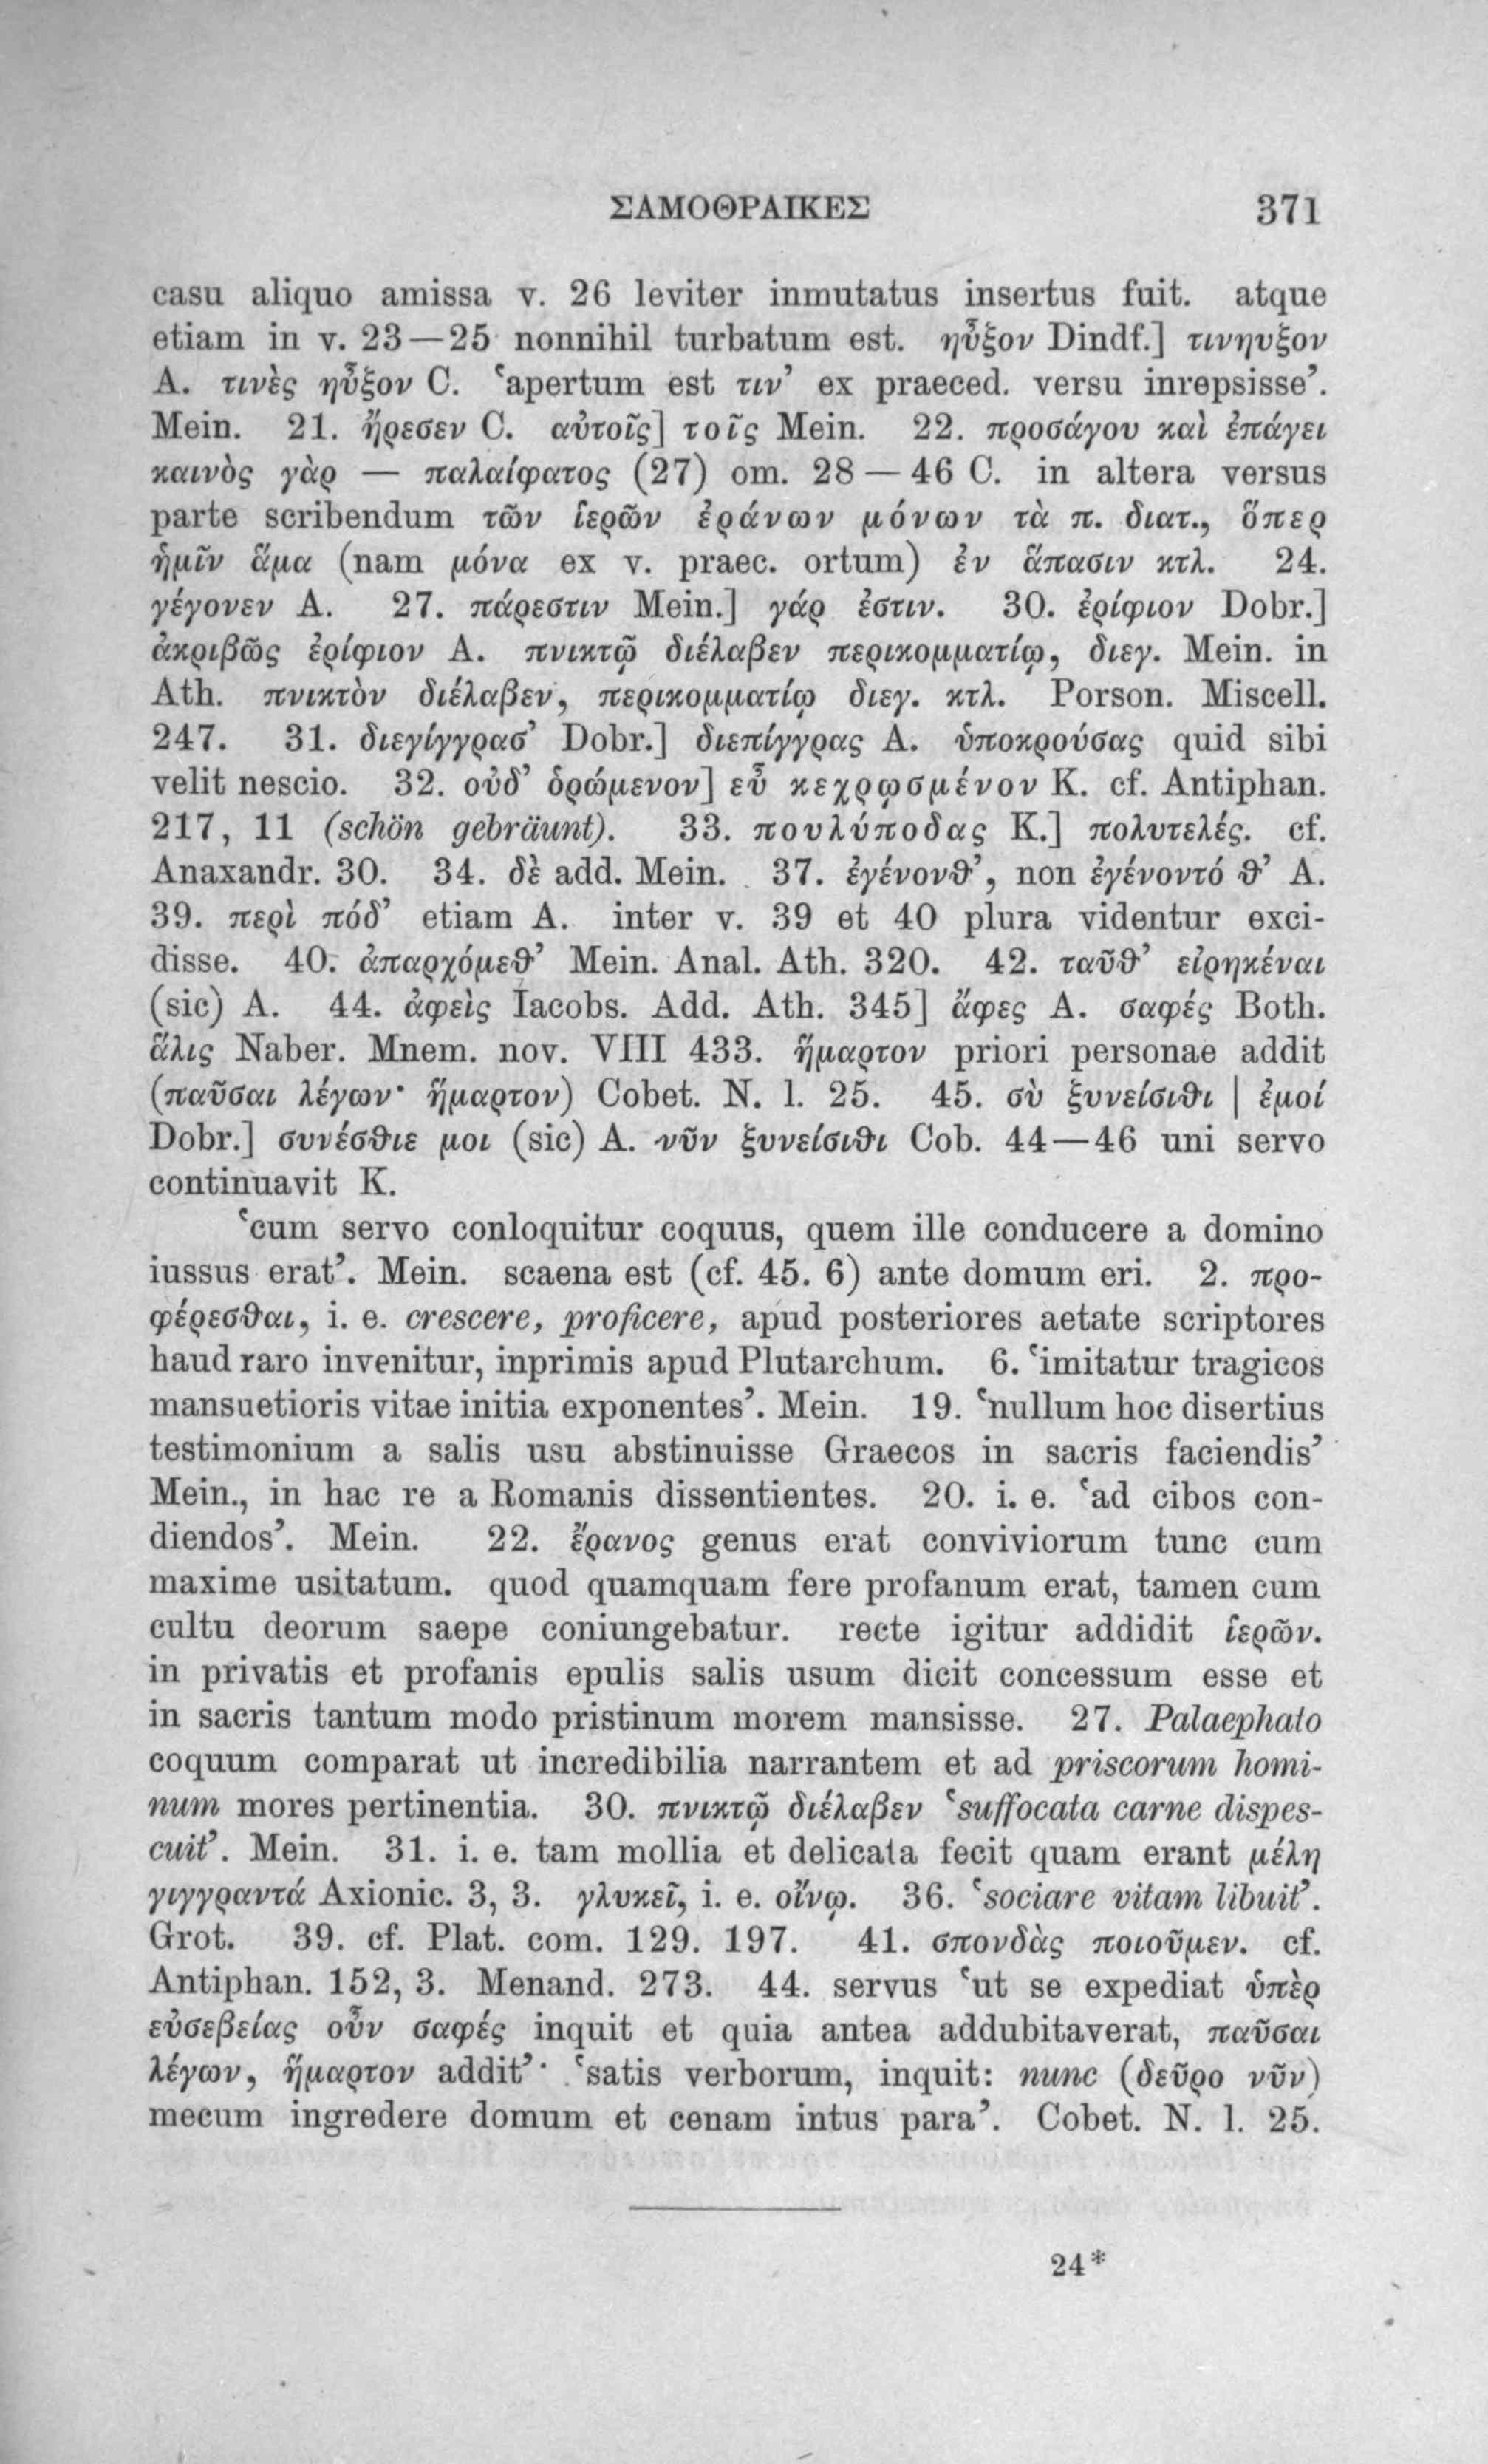 ΣΑΜΟΘΡΑΙΚΕΣ 371
casu aliquo amissa v. 26 leviter inmutatus insertus fuit. atque
etiam in v. 23—25 nonnihil turbatum est. ηὖξον Dindf.] τινηυξον
A. τινὲς ηὖξον C. ‘apertum est τιν’ ex praeced. versu inrepsisse’.
Mein. 21. ἤρεσεν C. αὐτοῖς] τοῖς Mein. 22. προσάγου καὶ ἐπάγει
καινὸς γὰρ — παλαίφατος (27) om. 28 — 46 C. in altera versus
parte scribendum τῶν ἱερῶν ἐράνων μόνων τὰ π. διατ., ὅπερ
ἡμῖν ἅμα (nam μόνα ex v. praec. ortum) ἐν ἅπασιν κτλ. 24.
γέγονεν A. 27. πάρεστιν Mein.] γάρ ἐστιν. 30. ἐρίφιον Dobr.]
ἀκριβῶς ἐρίφιον A. πνικτῷ διέλαβεν περικομματίῳ, διεγ. Mein. in
Ath. πνικτὸν διέλαβεν, περικομματίῳ διεγ. κτλ. Porson. Miscell.
247. 31. διεγίγγρασ’ Dobr.] διεπίγγρας A. ὑποκρούσας quid sibi
velit nescio. 32. οὐδ’ ὁρώμενον] εὖ κεχρῳσμένον K. cf. Antiphan.
217, 11 (schön gebräunt). 33. πουλύποδας K.] πολυτελές. cf.
Anaxandr. 30. 34. δὲ add. Mein. 37. ἐγένονθ’, non ἐγένοντό θ’ A.
39. περὶ πόδ’ etiam A. inter v. 39 et 40 plura videntur exci-
disse. 40. ἀπαρχόμεθ’ Mein. Anal. Ath. 320. 42. ταῦθ’ εἰρηκέναι
(sic) A. 44. ἀφεὶς Iacobs. Add. Ath. 345] ἄφες A. σαφές Both.
ἅλις Naber. Mnem. nov. VIII 433. ἥμαρτον priori personae addit
(παῦσαι λέγων· ἥμαρτον) Cobet. N. l. 25. 45. σὺ ξυνείσιθι | ἐμοί
Dobr.] συνέσθιε μοι (sic) A. νῦν ξυνείσιθι Cob. 44—46 uni servo
continuavit K.
‘cum servo conloquitur coquus, quem ille conducere a domino
iussus erat’. Mein. scaena est (cf. 45. 6) ante domum eri. 2. προ-
φέρεσθαι, i. e. crescere, proficere, apud posteriores aetate scriptores
haud raro invenitur, inprimis apud Plutarchum. 6. ‘imitatur tragicos
mansuetioris vitae initia exponentes’. Mein. 19. ‘nullum hoc disertius
testimonium a salis usu abstinuisse Graecos in sacris faciendis’
Mein., in hac re a Romanis dissentientes. 20. i. e. ‘ad cibos con-
diendos’. Mein. 22. ἔρανος genus erat conviviorum tunc cum
maxime usitatum. quod quamquam fere profanum erat, tamen cum
cultu deorum saepe coniungebatur. recte igitur addidit ἱερῶν.
in privatis et profanis epulis salis usum dicit concessum esse et
in sacris tantum modo pristinum morem mansisse. 27. Palaephato
coquum comparat ut incredibilia narrantem et ad priscorum homi-
num mores pertinentia. 30. πνικτῷ διέλαβεν ‘suffocata carne dispes-
cuit’. Mein. 31. i. e. tam mollia et delicata fecit quam erant μέλη
γιγγραντά Axionic. 3, 3. γλυκεῖ, i. e. οἴνῳ. 36. ‘sociare vitam libuit’.
Grot. 39. cf. Plat. com. 129. 197. 41. σπονδὰς ποιοῦμεν. cf.
Antiphan. 152, 3. Menand. 273. 44. servus ‘ut se expediat ὑπὲρ
εὐσεβείας οὖν σαφές inquit et quia antea addubitaverat, παῦσαι
λέγων, ἥμαρτον addit’· ‘satis verborum, inquit: nunc (δεῦρο νῦν)
mecum ingredere domum et cenam intus para’. Cobet. N. l. 25.
24*